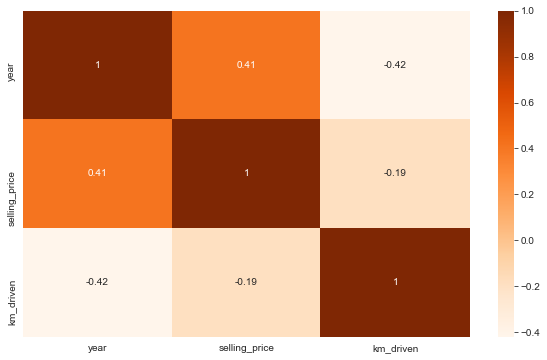 year
1
0.41
-0.42
selling_price
0.41
1
-0.19
km_driven
-0.42
-0.19
1
year
selling_price
km_driven
1.0
0.8
0.6
0.4
0.2
0.0
−0.2
−0.4